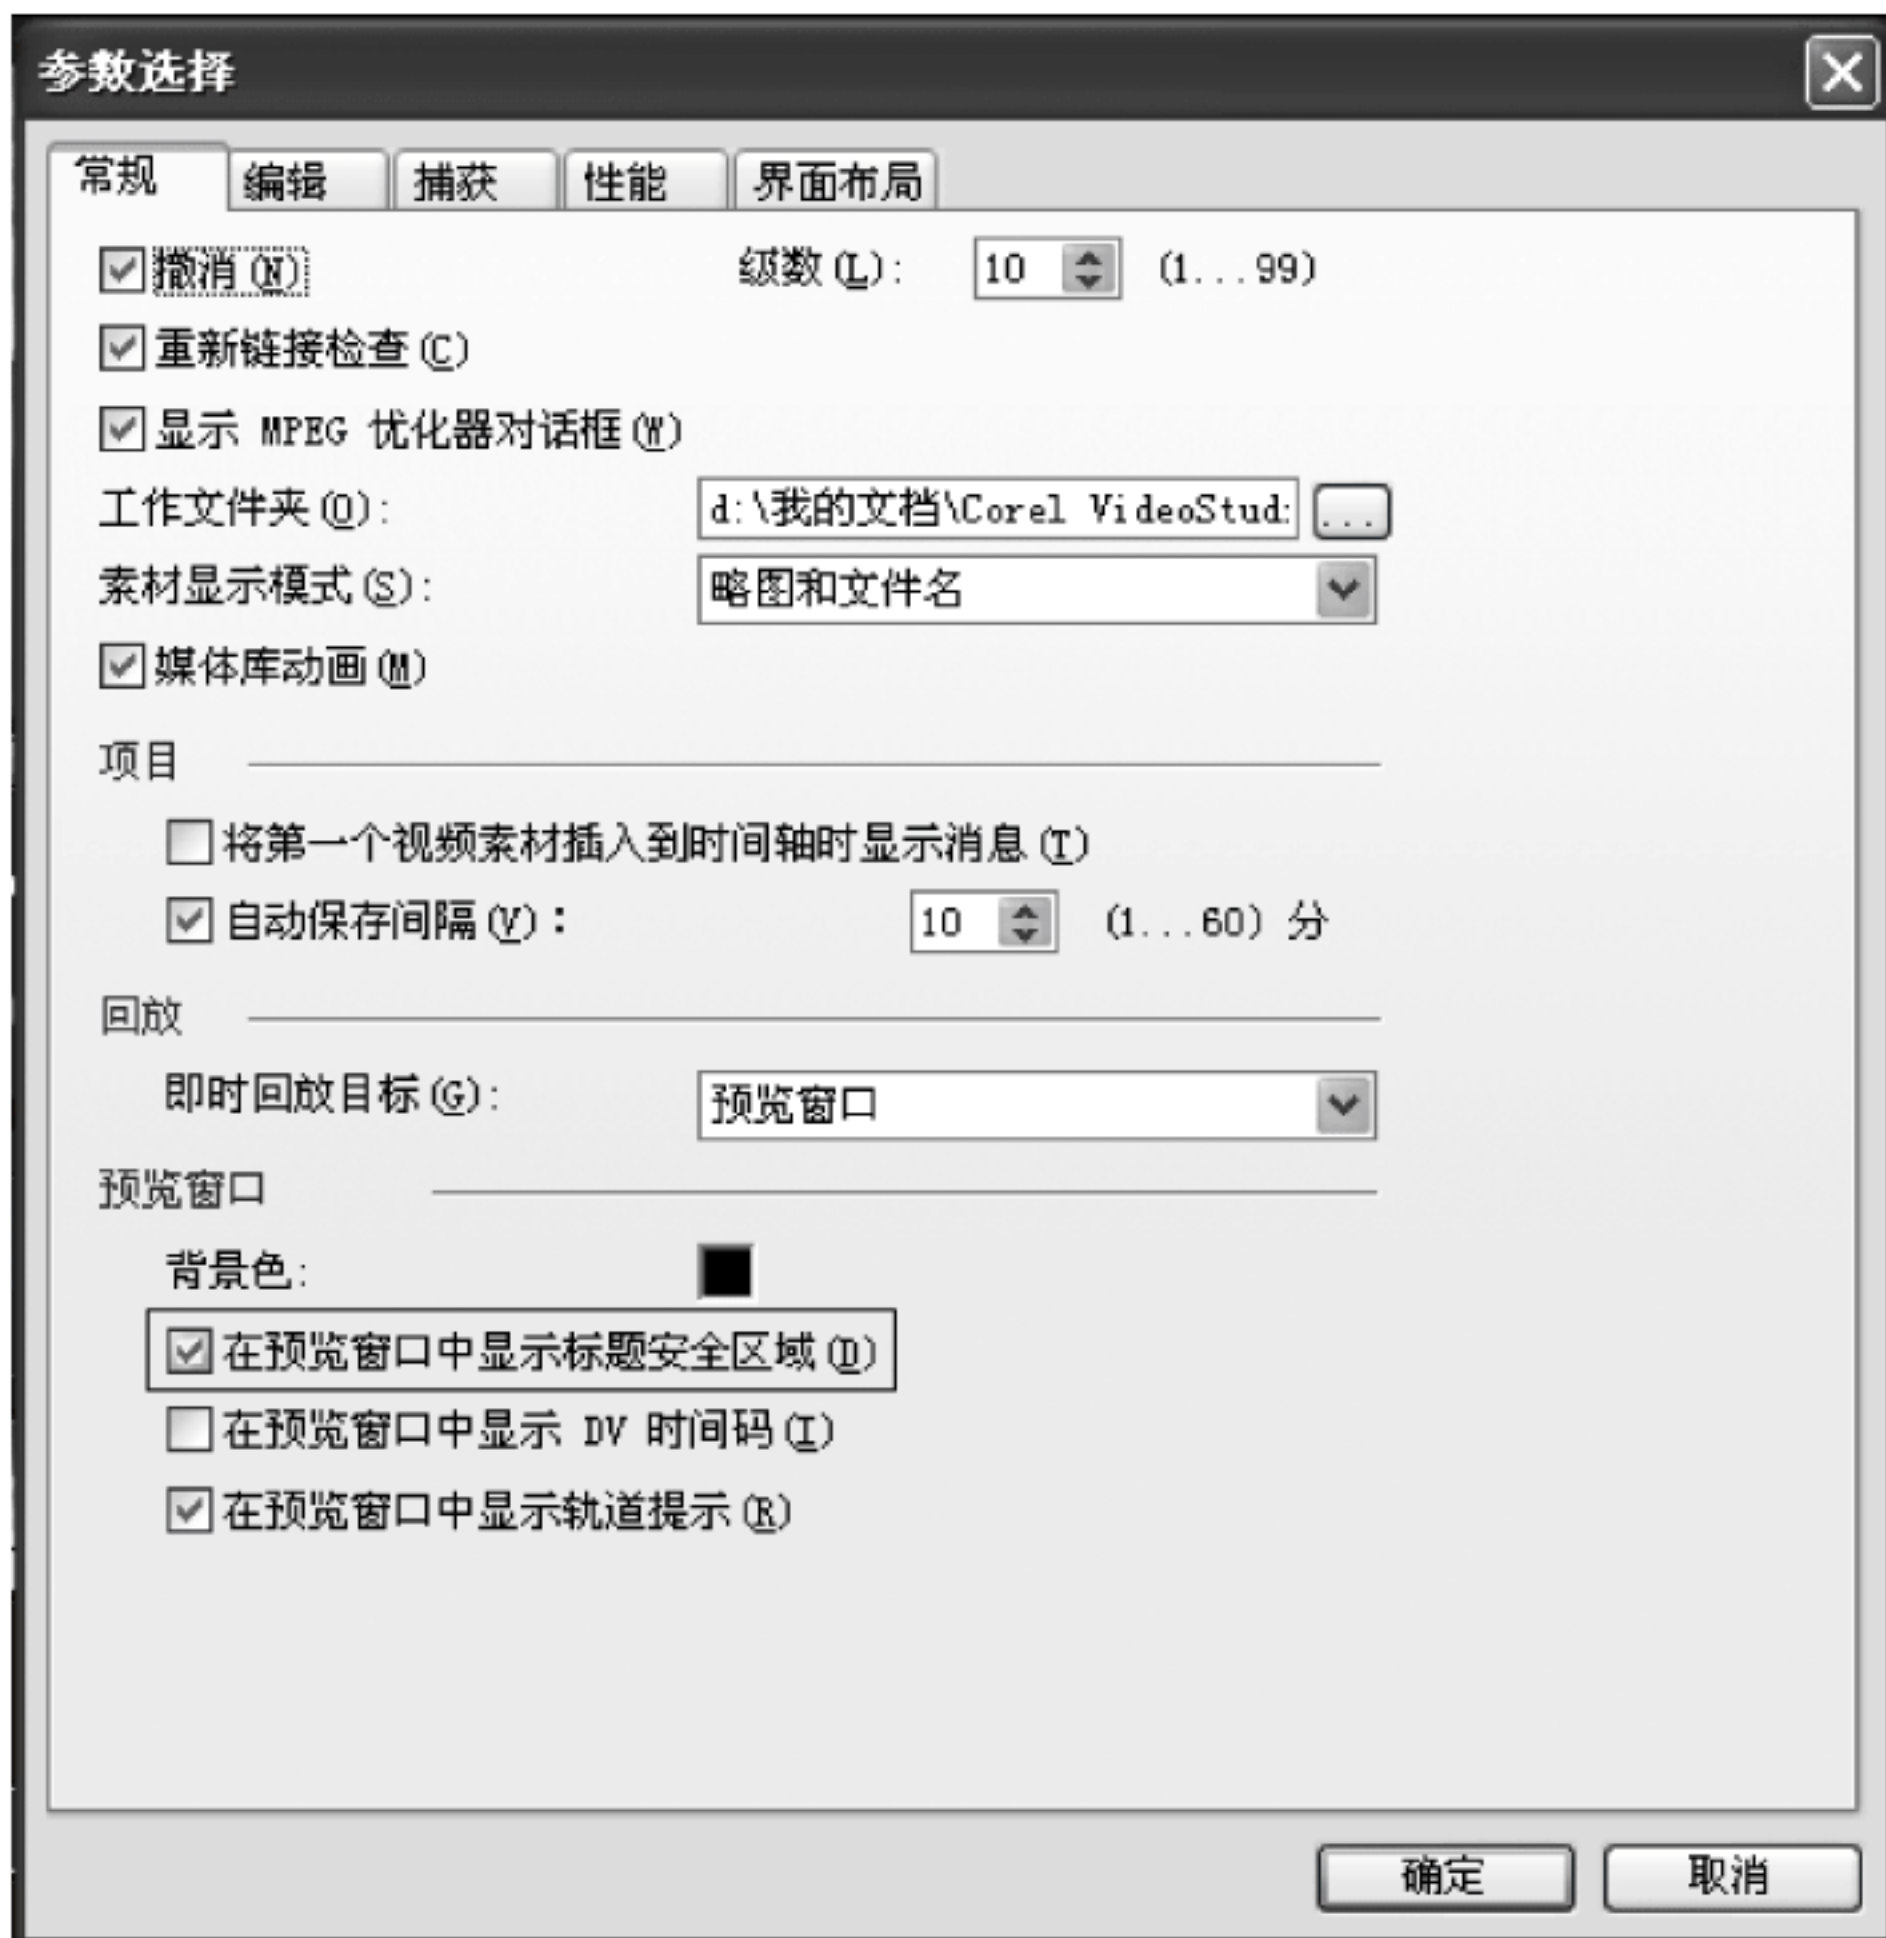 参数选择
常规 编辑 捕获 性能 界面布局
撤消(N) 级数(L): 10 (1...99)
重新链接检查(C)
显示 MPEG 优化器对话框(W)
工作文件夹(O): d:\我的文档\Corel VideoStud: ...
素材显示模式(S): 略图和文件名
媒体库动画(M)
项目
将第一个视频素材插入到时间轴时显示消息(T)
自动保存间隔(V): 10 (1...60) 分
回放
即时回放目标(G): 预览窗口
预览窗口
背景色:
在预览窗口中显示标题安全区域(D)
在预览窗口中显示 DV 时间码(I)
在预览窗口中显示轨道提示(R)
确定 取消